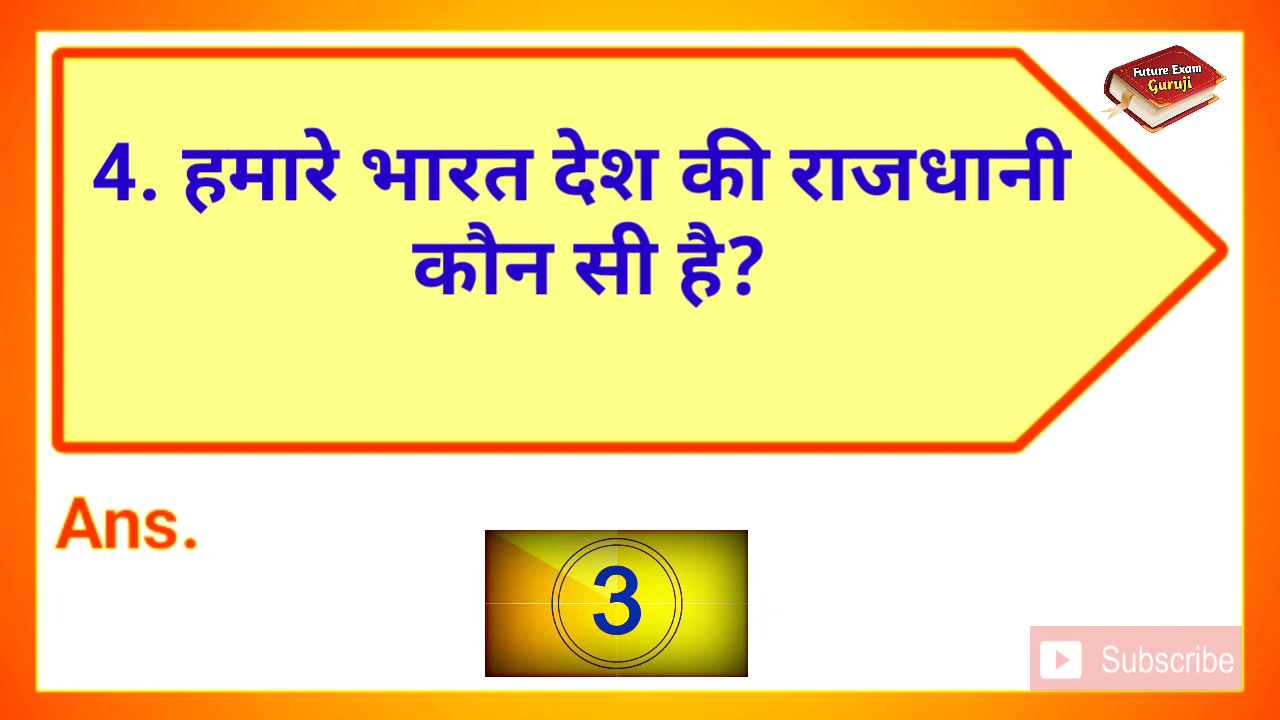 Future Exam
Guruji
4. हमारे भारत देश की राजधानी
कौन सी है?
Ans.
3
Subscribe